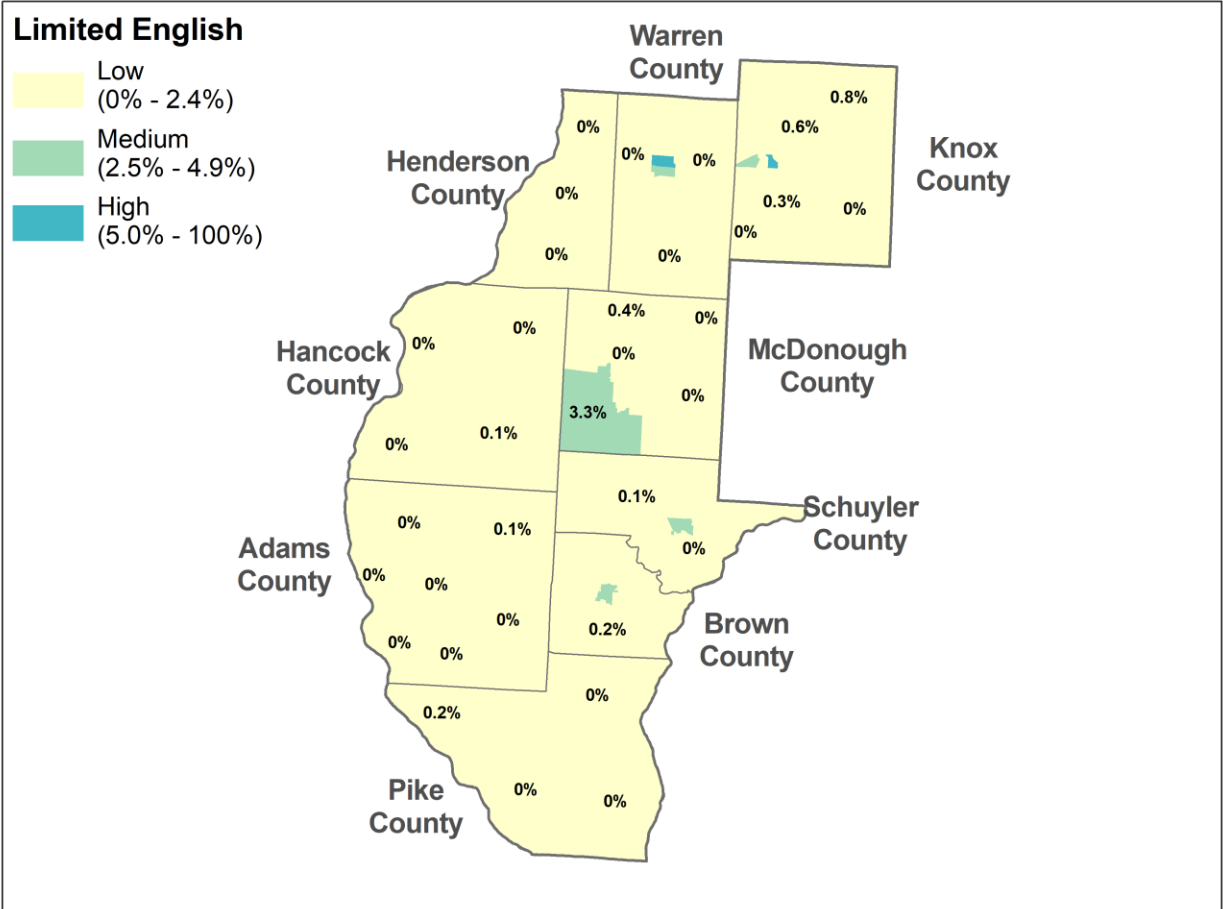 Limited English
Low
(0% - 2.4%)
Medium
(2.5% - 4.9%)
High
(5.0% - 100%)
Warren
County
0.8%
0.6%
0%
0%
0%
Henderson
County
Knox
County
0%
0.3%
0%
0%
0%
0%
0.4%
0%
0%
0%
Hancock
County
0%
McDonough
County
0%
3.3%
0.1%
0%
0.1%
Schuyler
County
0%
0.1%
0%
Adams
County
0%
0%
0%
0.2%
Brown
County
0%
0%
0%
0.2%
Pike
County
0%
0%